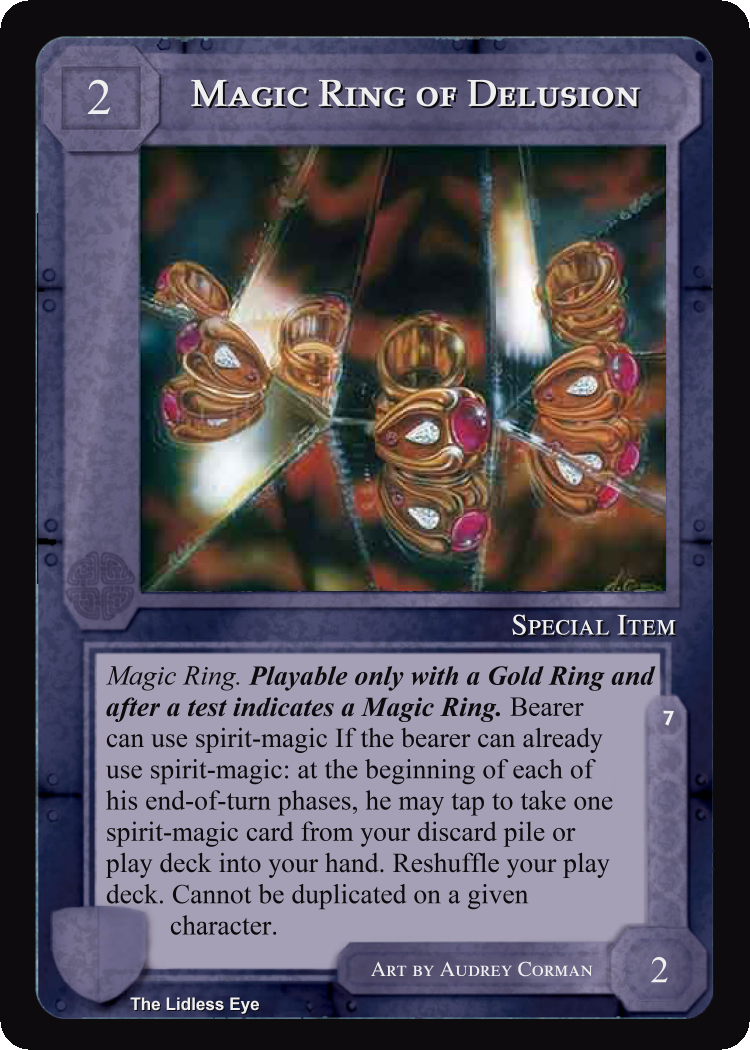 2
Magic Ring of Delusion
Special Item
Magic Ring. Playable only with a Gold Ring and
after a test indicates a Magic Ring. Bearer
can use spirit-magic If the bearer can already
use spirit-magic: at the beginning of each of
his end-of-turn phases, he may tap to take one
spirit-magic card from your discard pile or
play deck into your hand. Reshuffle your play
deck. Cannot be duplicated on a given
character.
7
Art by Audrey Corman
2
The Lidless Eye